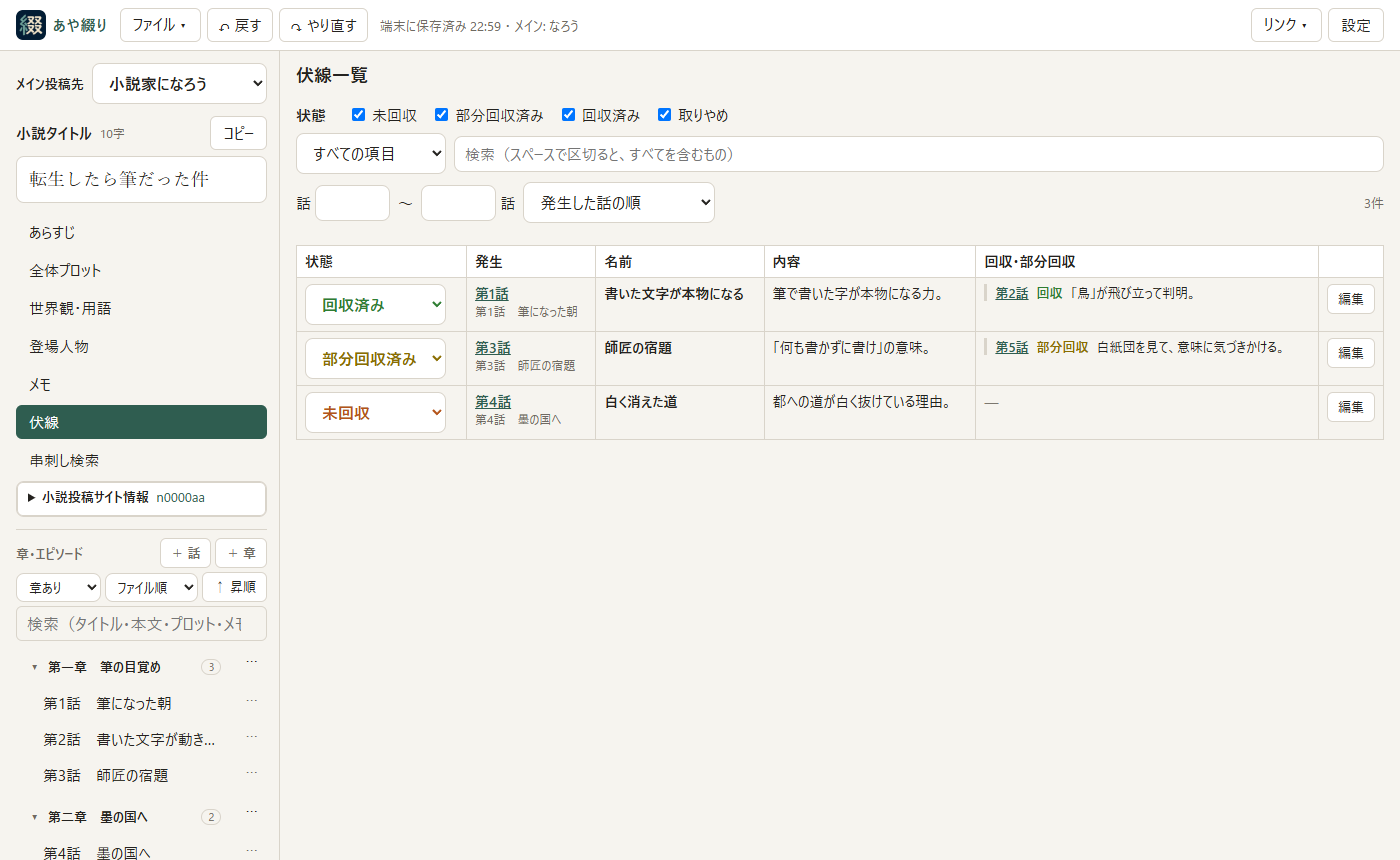 綴 あや綴り ファイル ▾ ↶ 戻す ↷ やり直す 端末に保存済み 22:59・メイン: なろう リンク ▾ 設定
メイン投稿先 小説家になろう
小説タイトル 10字 コピー
転生したら筆だった件
あらすじ
全体プロット
世界観・用語
登場人物
メモ
伏線
串刺し検索
▶ 小説投稿サイト情報 n0000aa
章・エピソード ＋ 話 ＋ 章
章あり ファイル順 ↑ 昇順
検索（タイトル・本文・プロット・メモ
▾ 第一章　筆の目覚め 3 …
第1話　筆になった朝 …
第2話　書いた文字が動き… …
第3話　師匠の宿題 …
▾ 第二章　墨の国へ 2 …
第4話　墨の国へ …
伏線一覧
状態 未回収 部分回収済み 回収済み 取りやめ
すべての項目 検索（スペースで区切ると、すべてを含むもの）
話 ～ 話 発生した話の順 3件
状態 発生 名前 内容 回収・部分回収
回収済み 第1話 書いた文字が本物になる 筆で書いた字が本物になる力。 第2話 回収 「鳥」が飛び立って判明。 編集
第1話　筆になった朝
部分回収済み 第3話 師匠の宿題 「何も書かずに書け」の意味。 第5話 部分回収 白紙団を見て、意味に気づきかける。 編集
第3話　師匠の宿題
未回収 第4話 白く消えた道 都への道が白く抜けている理由。 — 編集
第4話　墨の国へ